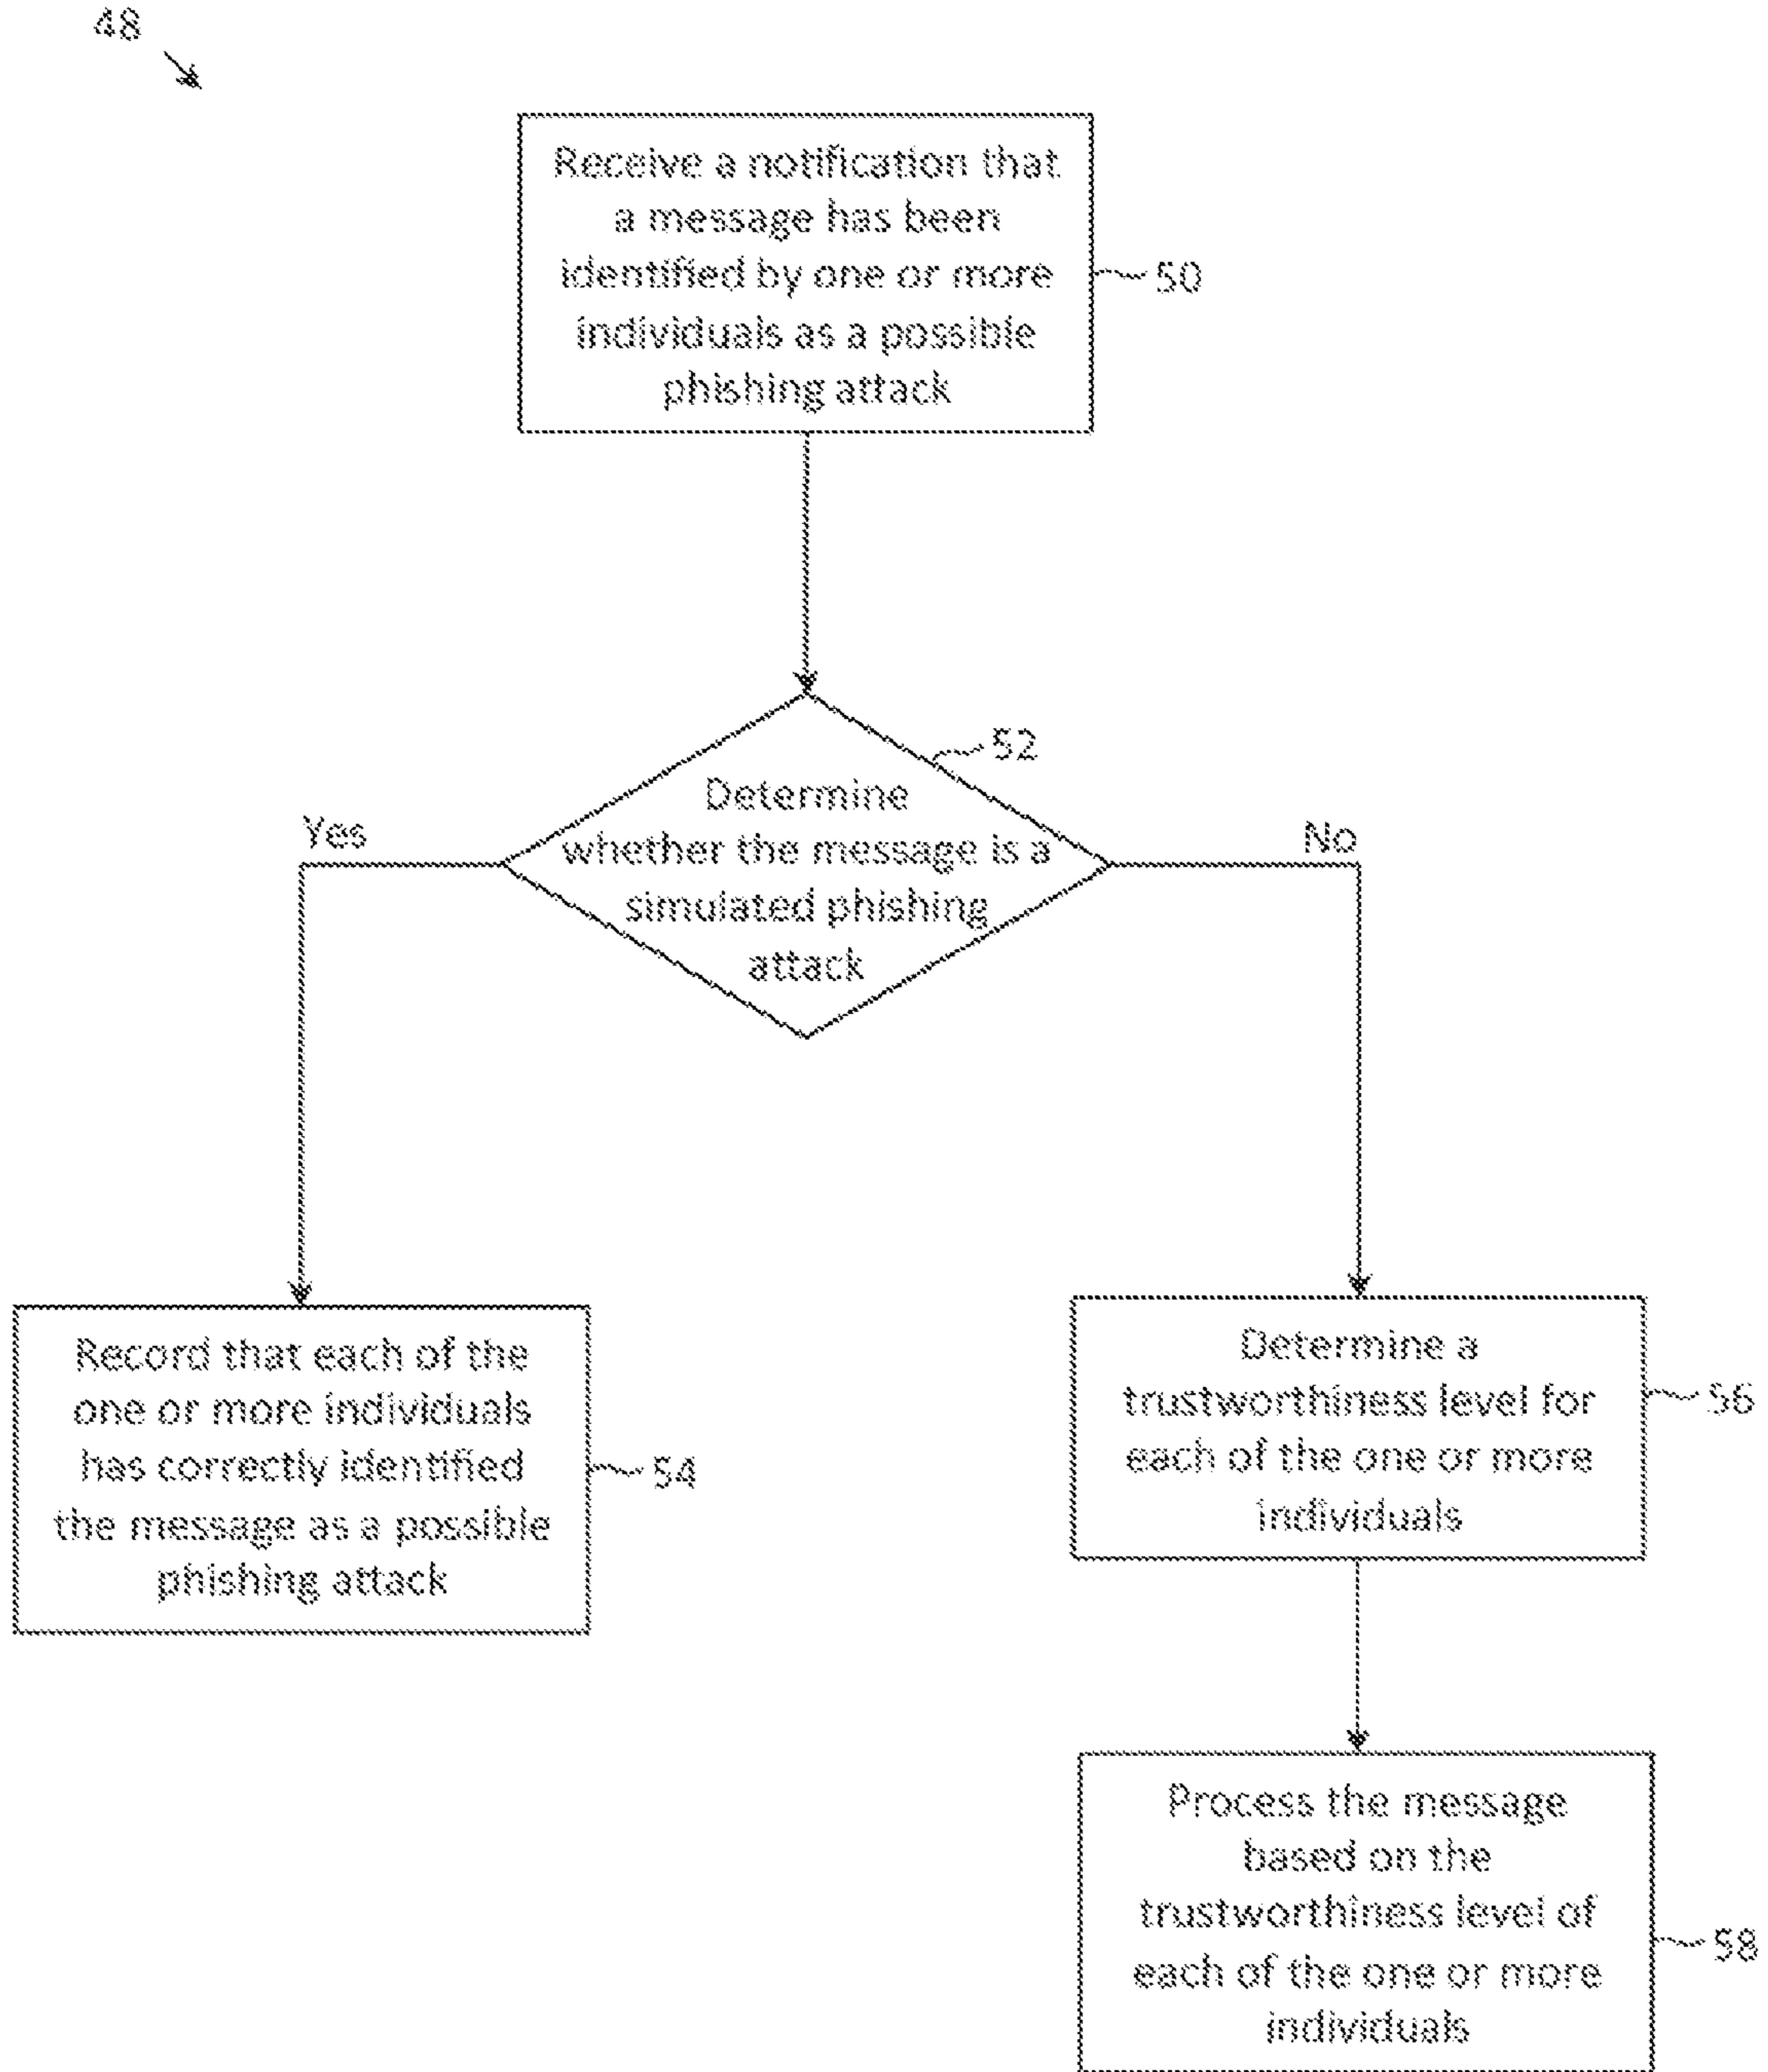 48
Receive a notification that
a message has been
identified by one or more
individuals as a possible
phishing attack
50
52
Determine
whether the message is a
simulated phishing
attack
Yes
No
Record that each of the
one or more individuals
has correctly identified
the message as a possible
phishing attack
54
Determine a
trustworthiness level for
each of the one or more
individuals
56
Process the message
based on the
trustworthiness level of
each of the one or more
individuals
58